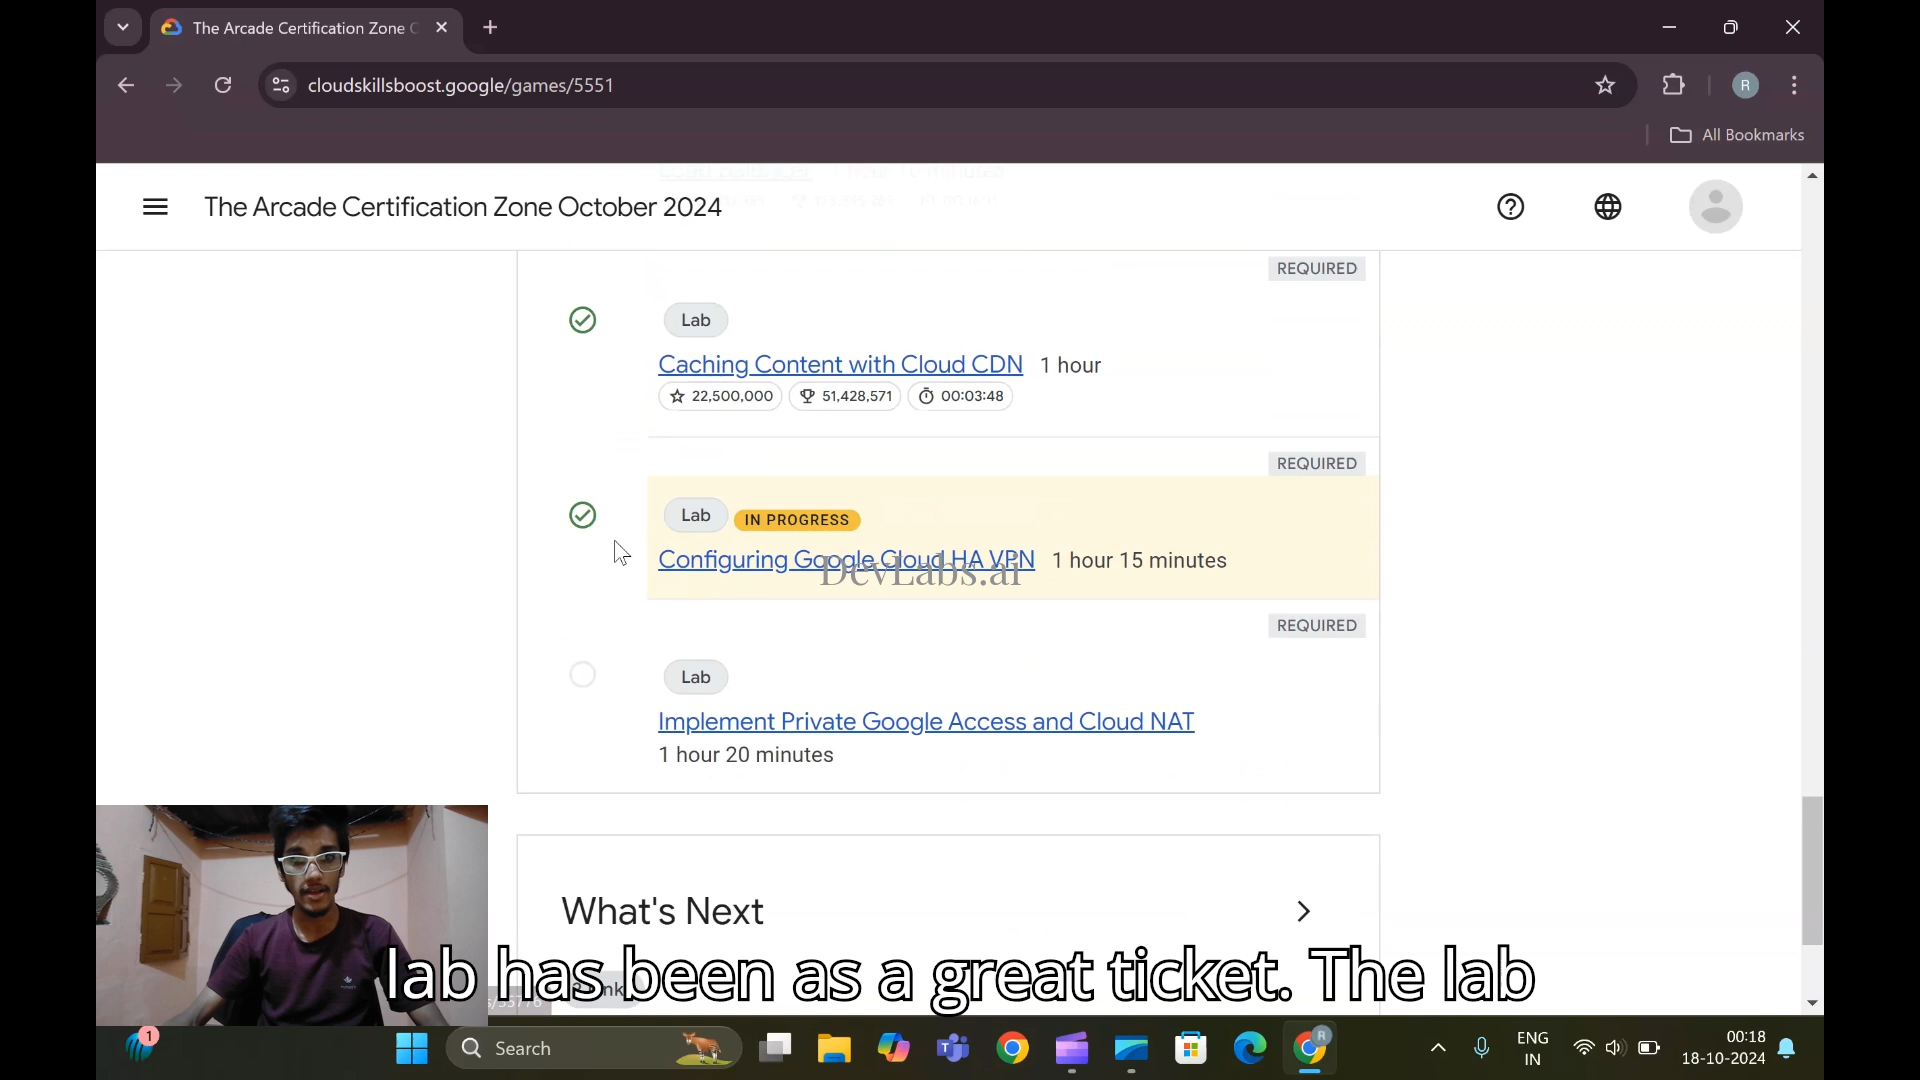 The Arcade Certification Zone
cloudskillsboost.google/games/5551
R
All Bookmarks
The Arcade Certification Zone October 2024
REQUIRED
Lab
Caching Content with Cloud CDN 1 hour
22,500,000 51,428,571 00:03:48
REQUIRED
Lab IN PROGRESS
Configuring Google Cloud HA VPN 1 hour 15 minutes
DevLabs.ai
REQUIRED
Lab
Implement Private Google Access and Cloud NAT
1 hour 20 minutes
What's Next
lab has been as a great ticket. The lab
1
Search
R
ENG
IN
00:18
18-10-2024